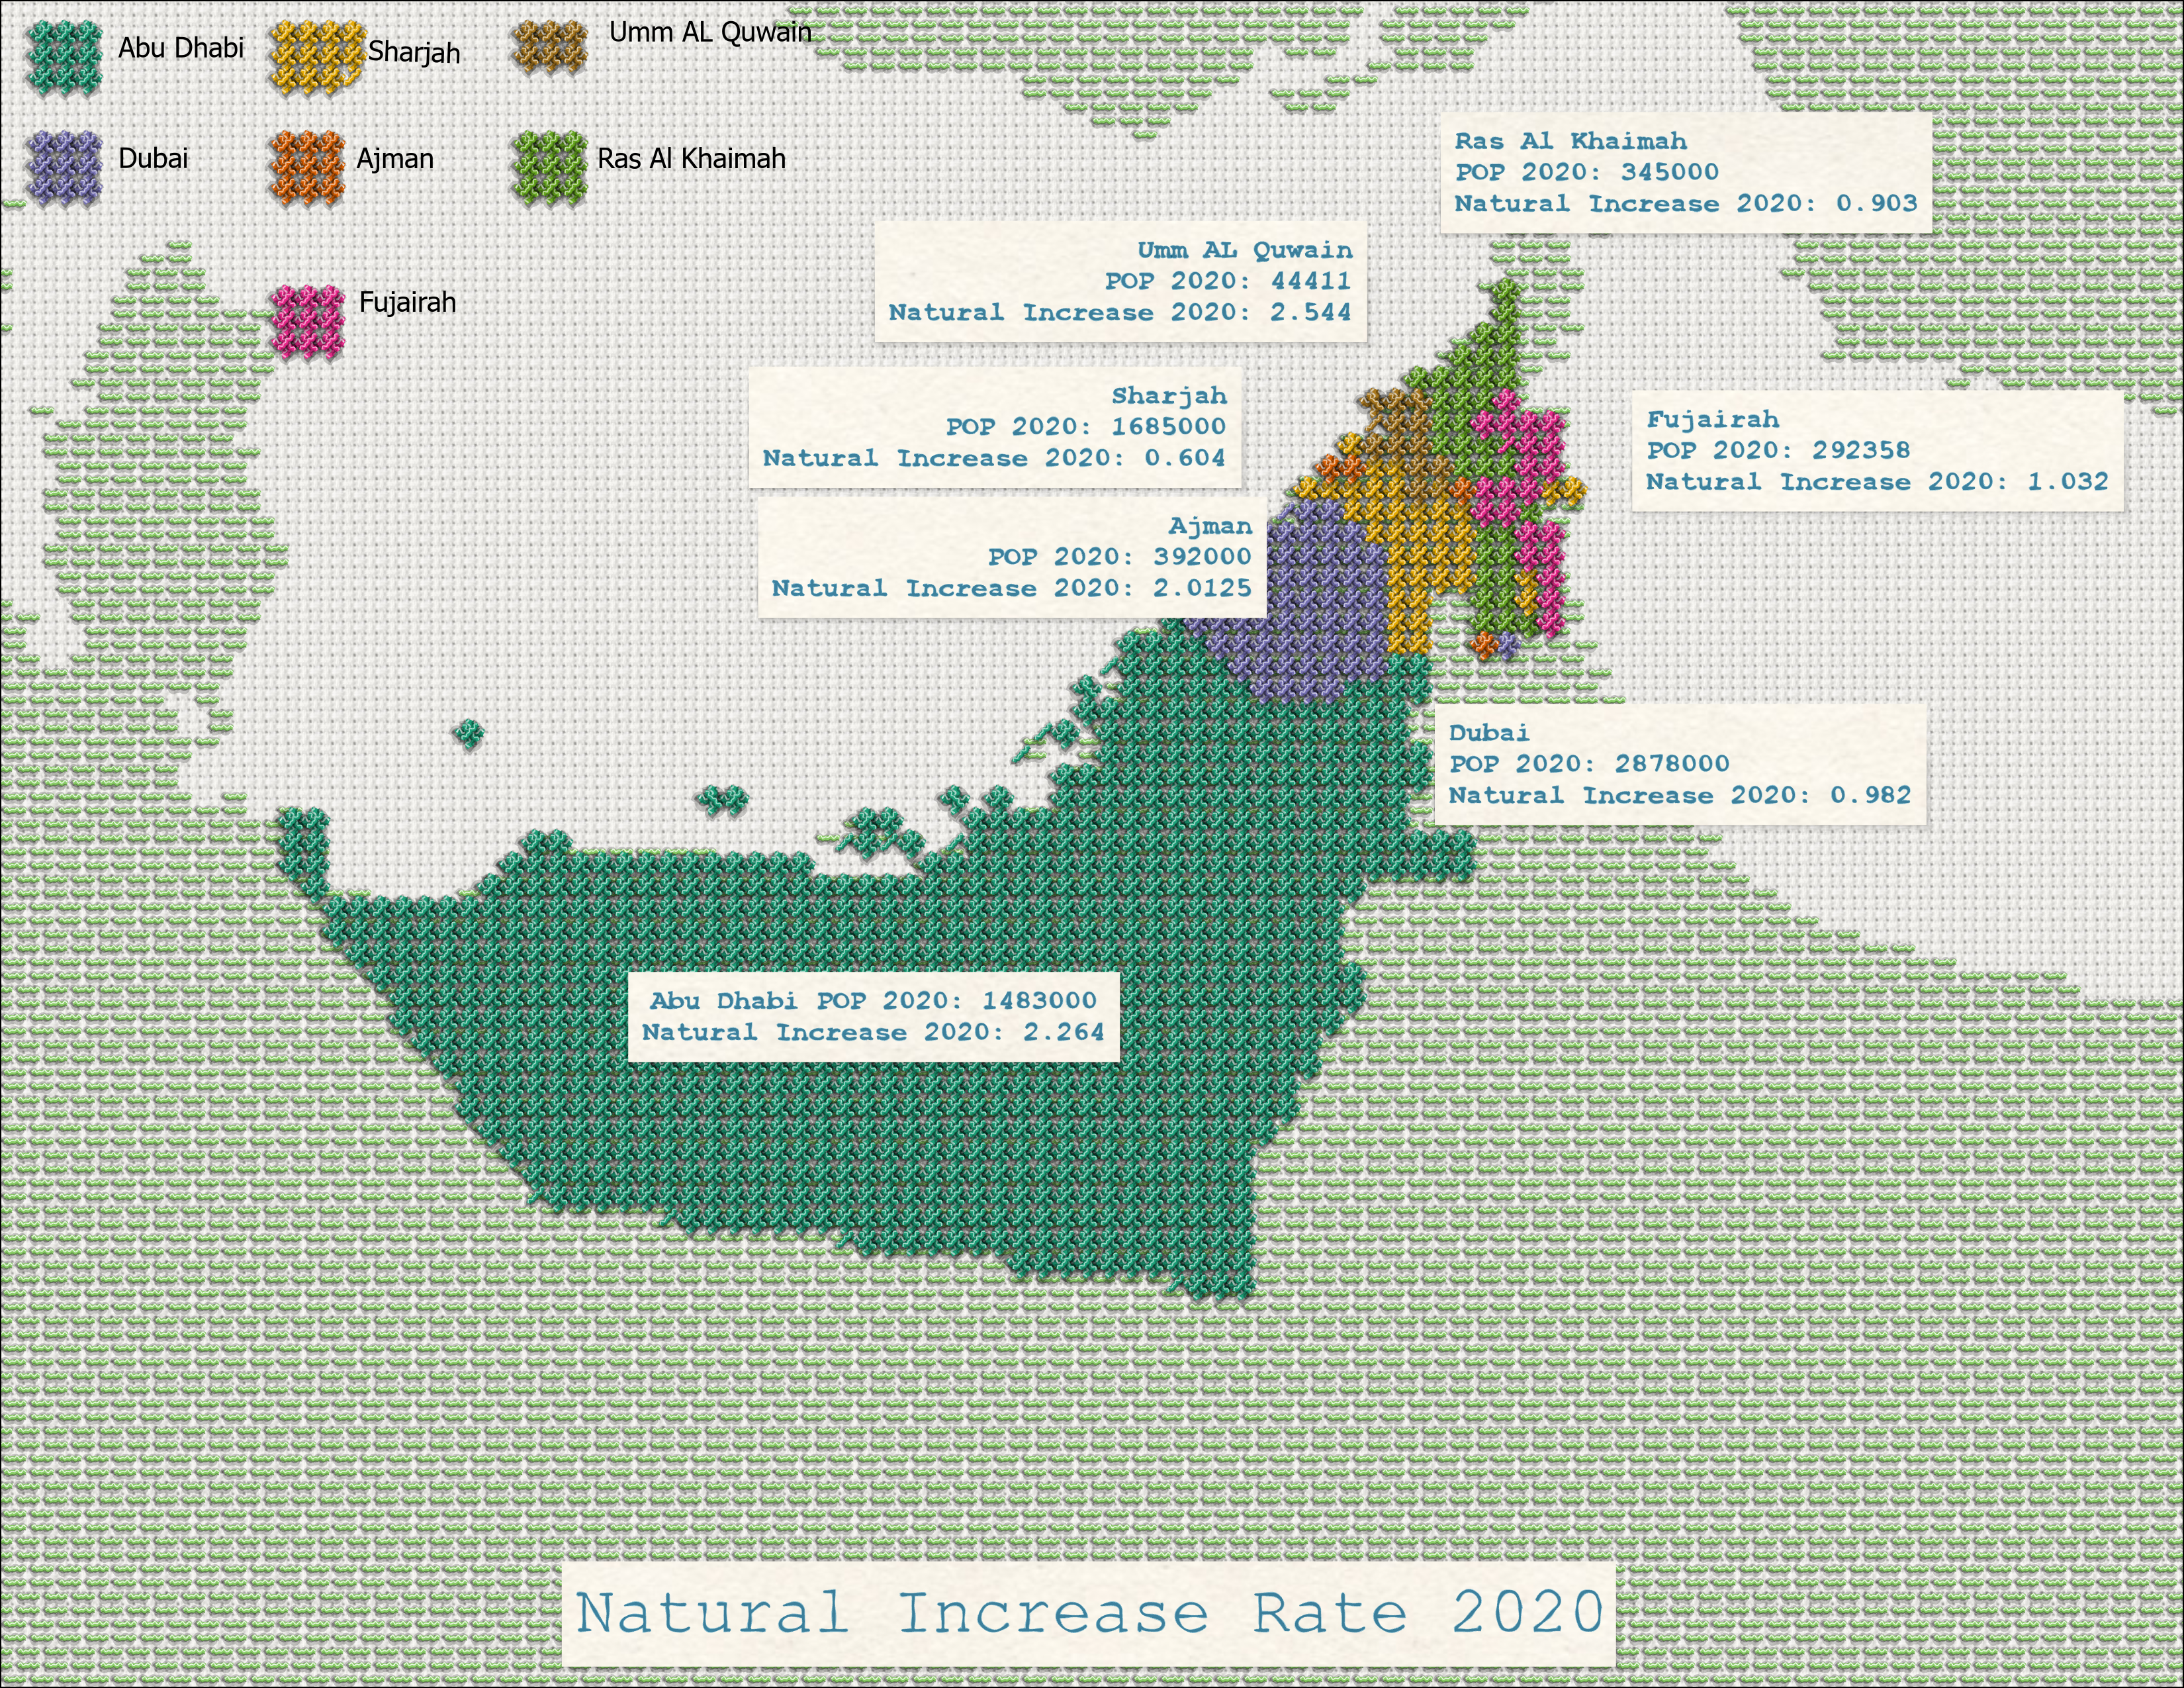 Abu Dhabi
Sharjah
Umm AL Quwain
Dubai
Ajman
Ras Al Khaimah
Fujairah
Ras Al Khaimah
POP 2020: 345000
Natural Increase 2020: 0.903
Umm AL Quwain
POP 2020: 44411
Natural Increase 2020: 2.544
Sharjah
POP 2020: 1685000
Natural Increase 2020: 0.604
Fujairah
POP 2020: 292358
Natural Increase 2020: 1.032
Ajman
POP 2020: 392000
Natural Increase 2020: 2.0125
Dubai
POP 2020: 2878000
Natural Increase 2020: 0.982
Abu Dhabi POP 2020: 1483000
Natural Increase 2020: 2.264
Natural Increase Rate 2020